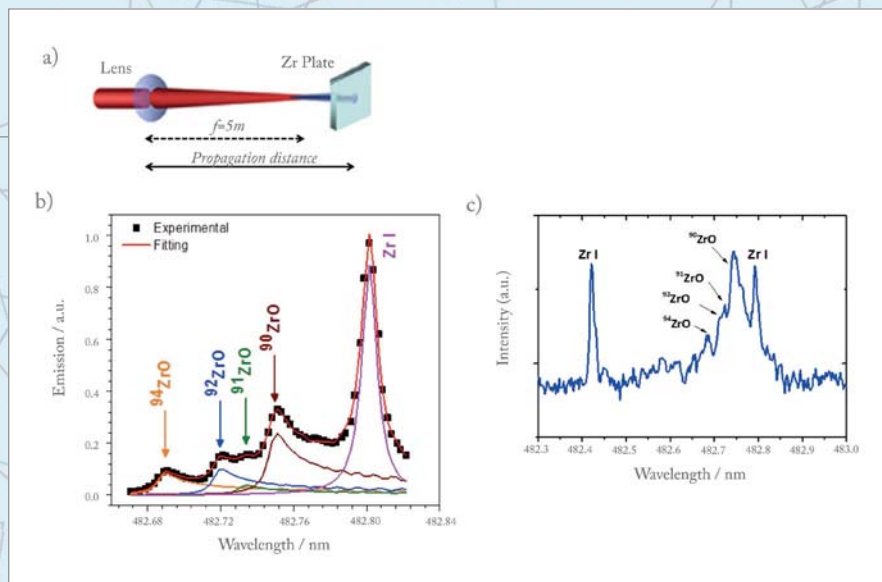 a)
Lens
Zr Plate
f=5m
Propagation distance
b)
Experimental
Fitting
Zr I
⁹⁰ZrO
⁹¹ZrO
⁹²ZrO
⁹⁴ZrO
1.0
0.8
0.6
0.4
0.2
0.0
Emission / a.u.
482.68 482.72 482.76 482.80 482.84
Wavelength / nm
c)
Zr I
⁹⁰ZrO
Zr I
⁹¹ZrO
⁹²ZrO
⁹⁴ZrO
Intensity (a.u.)
482.3 482.4 482.5 482.6 482.7 482.8 482.9 483.0
Wavelength / nm